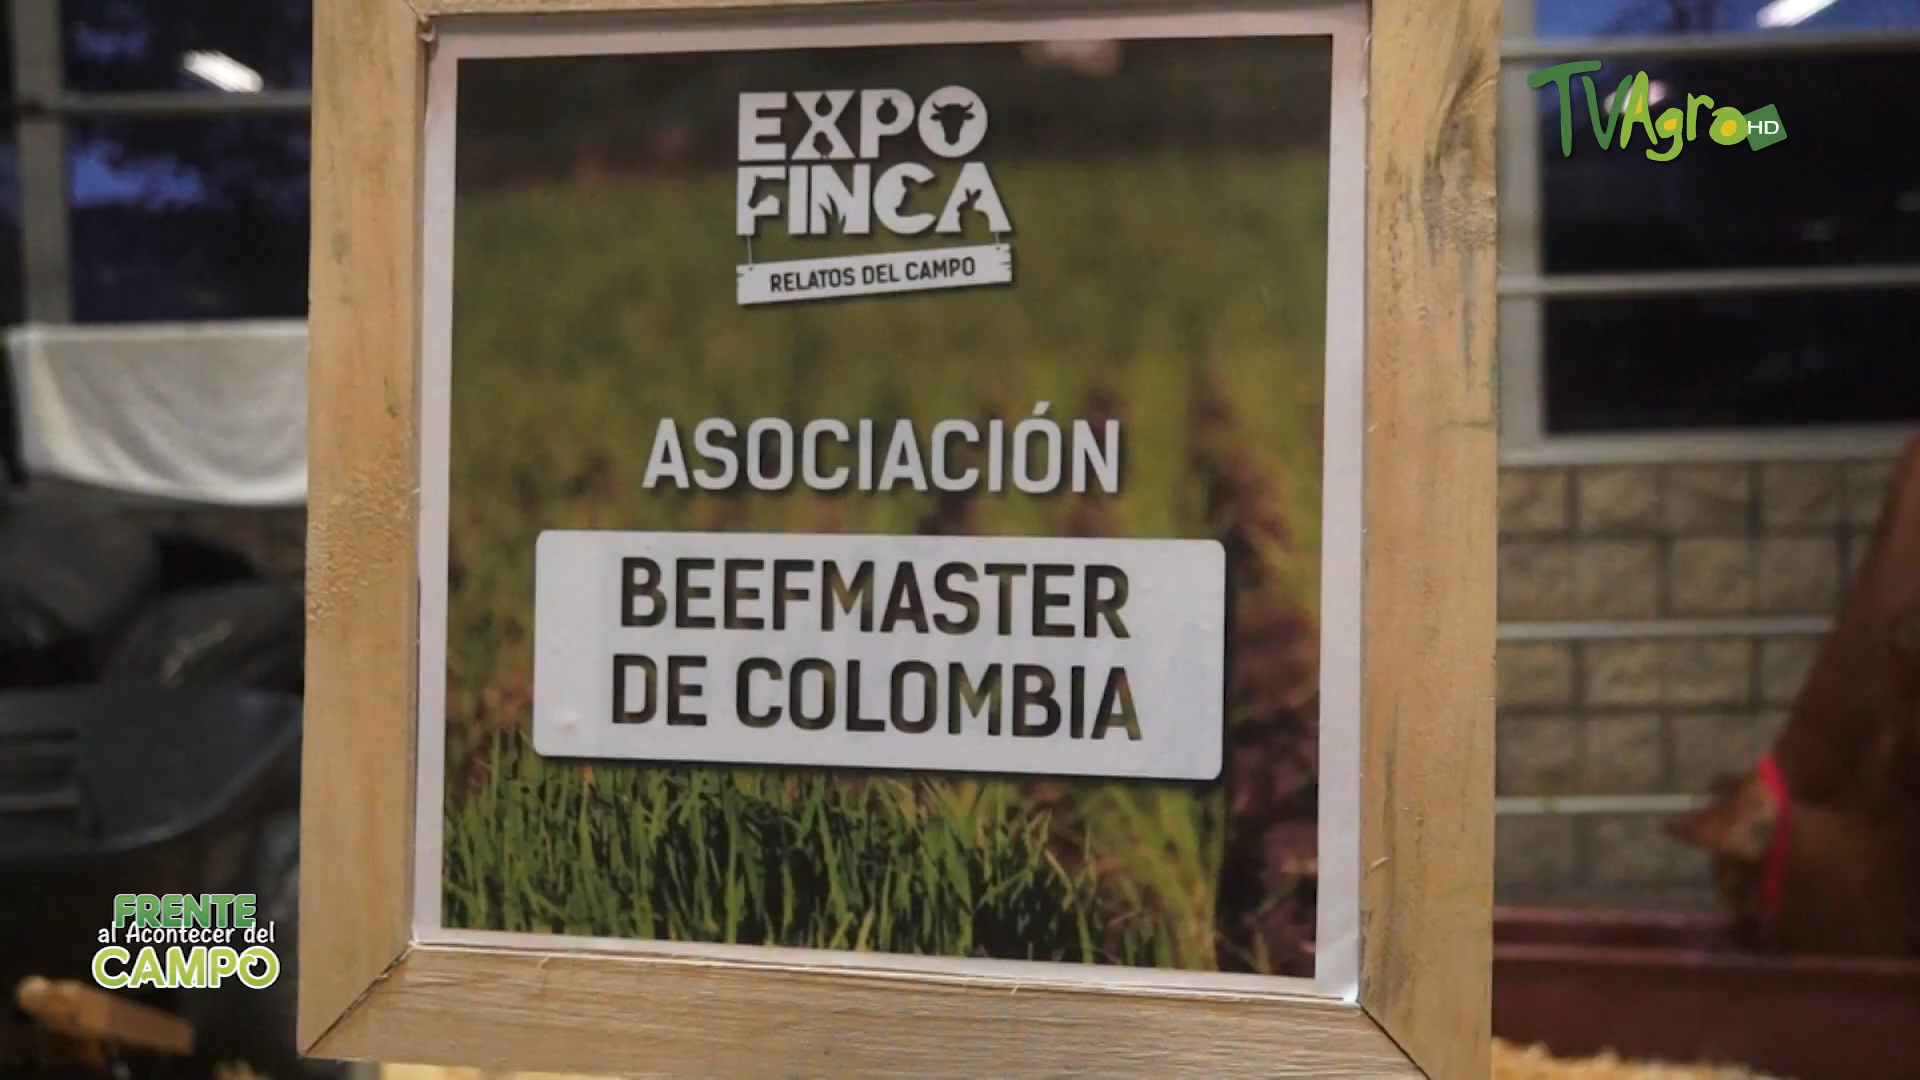 EXPO
FINCA
RELATOS DEL CAMPO
ASOCIACIÓN
BEEFMASTER
DE COLOMBIA
TVAgro HD
FRENTE
al Acontecer del
CAMPO